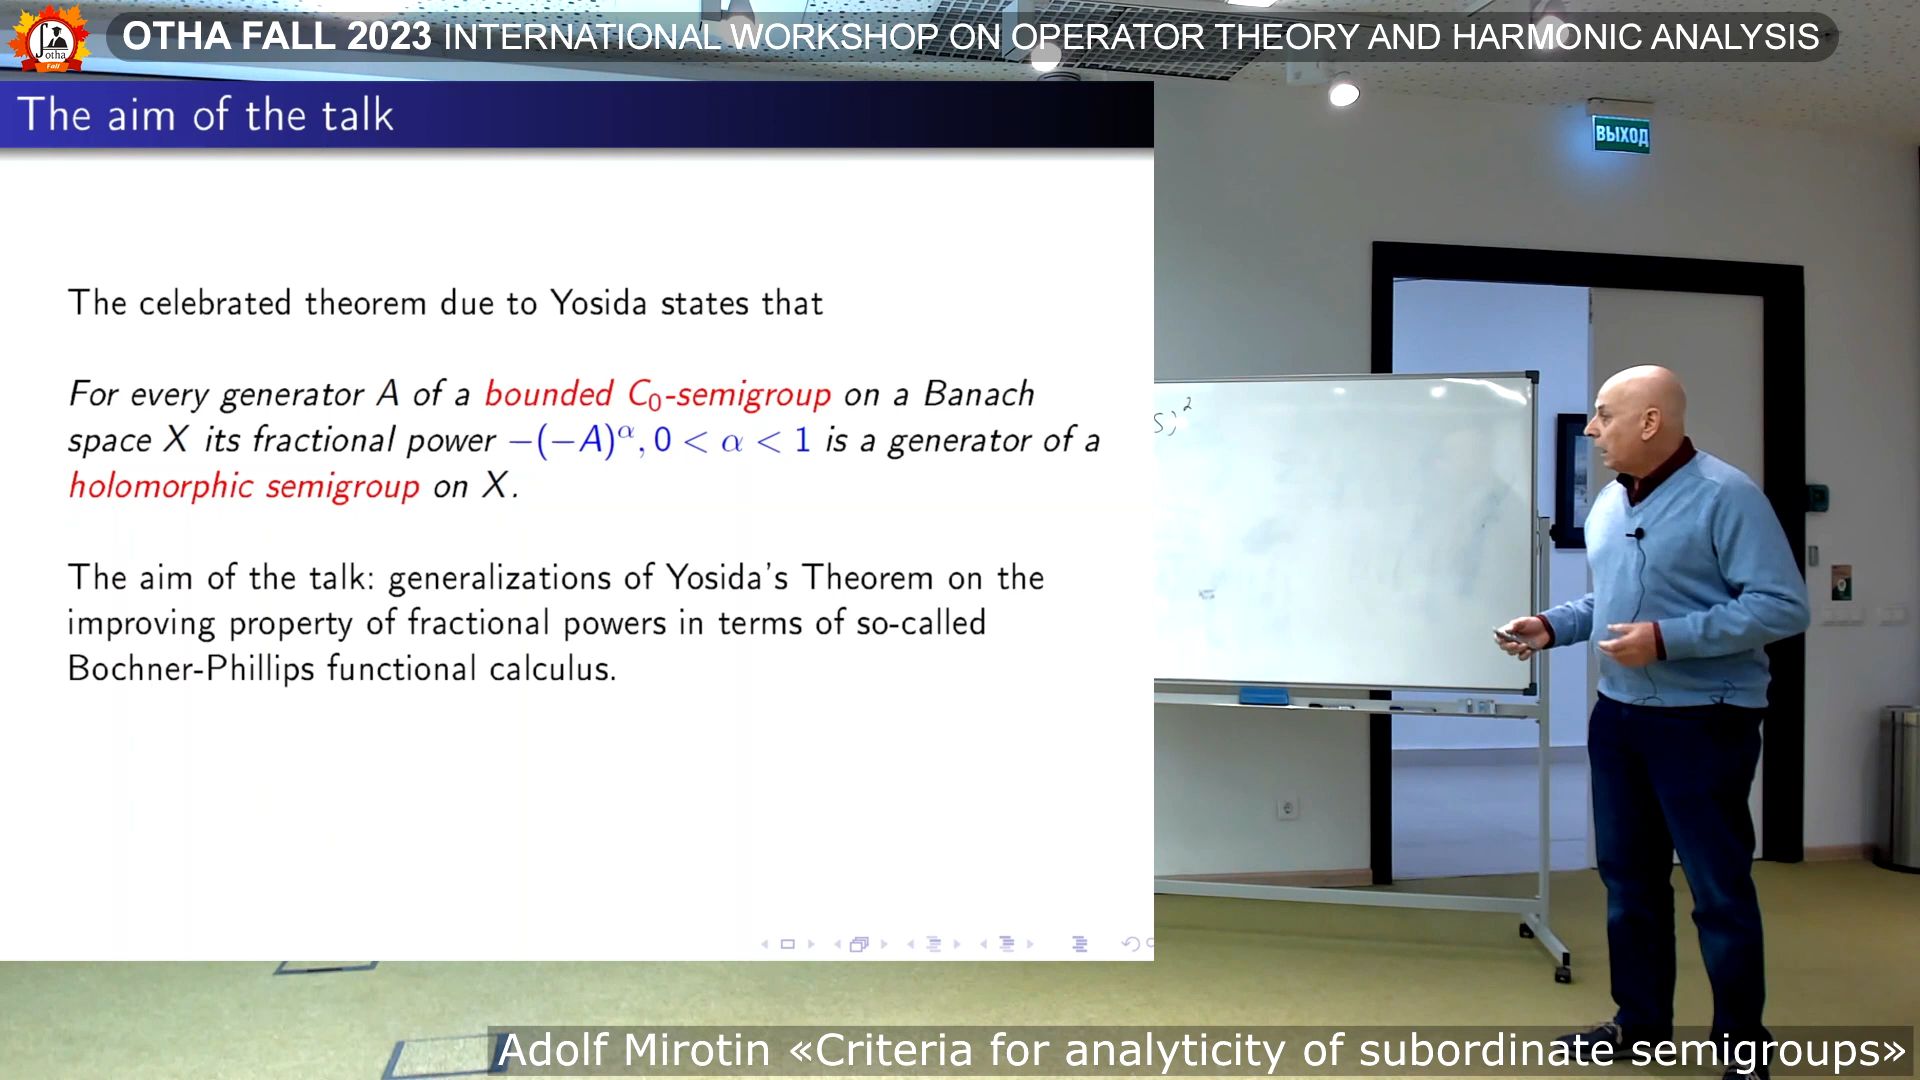 OTHA FALL 2023 INTERNATIONAL WORKSHOP ON OPERATOR THEORY AND HARMONIC ANALYSIS
otha
Fall
The aim of the talk
ВЫХОД
The celebrated theorem due to Yosida states that
For every generator A of a bounded C₀-semigroup on a Banach
space X its fractional power −(−A)^α, 0 < α < 1 is a generator of a
holomorphic semigroup on X.
The aim of the talk: generalizations of Yosida's Theorem on the
improving property of fractional powers in terms of so-called
Bochner-Phillips functional calculus.
Adolf Mirotin «Criteria for analyticity of subordinate semigroups»